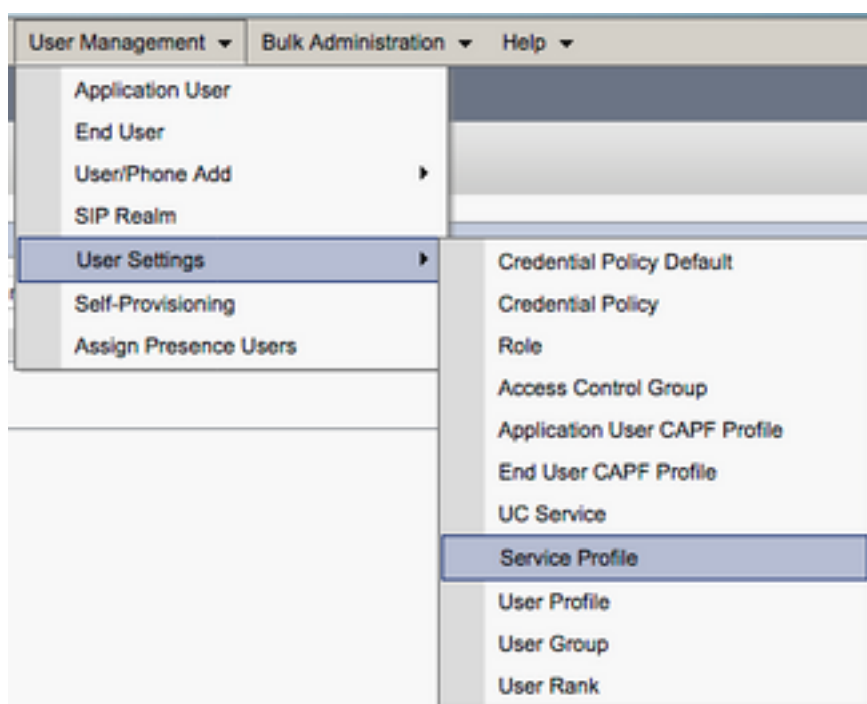 User Management Bulk Administration Help
Application User
End User
User/Phone Add
SIP Realm
User Settings
Self-Provisioning
Assign Presence Users
Credential Policy Default
Credential Policy
Role
Access Control Group
Application User CAPF Profile
End User CAPF Profile
UC Service
Service Profile
User Profile
User Group
User Rank